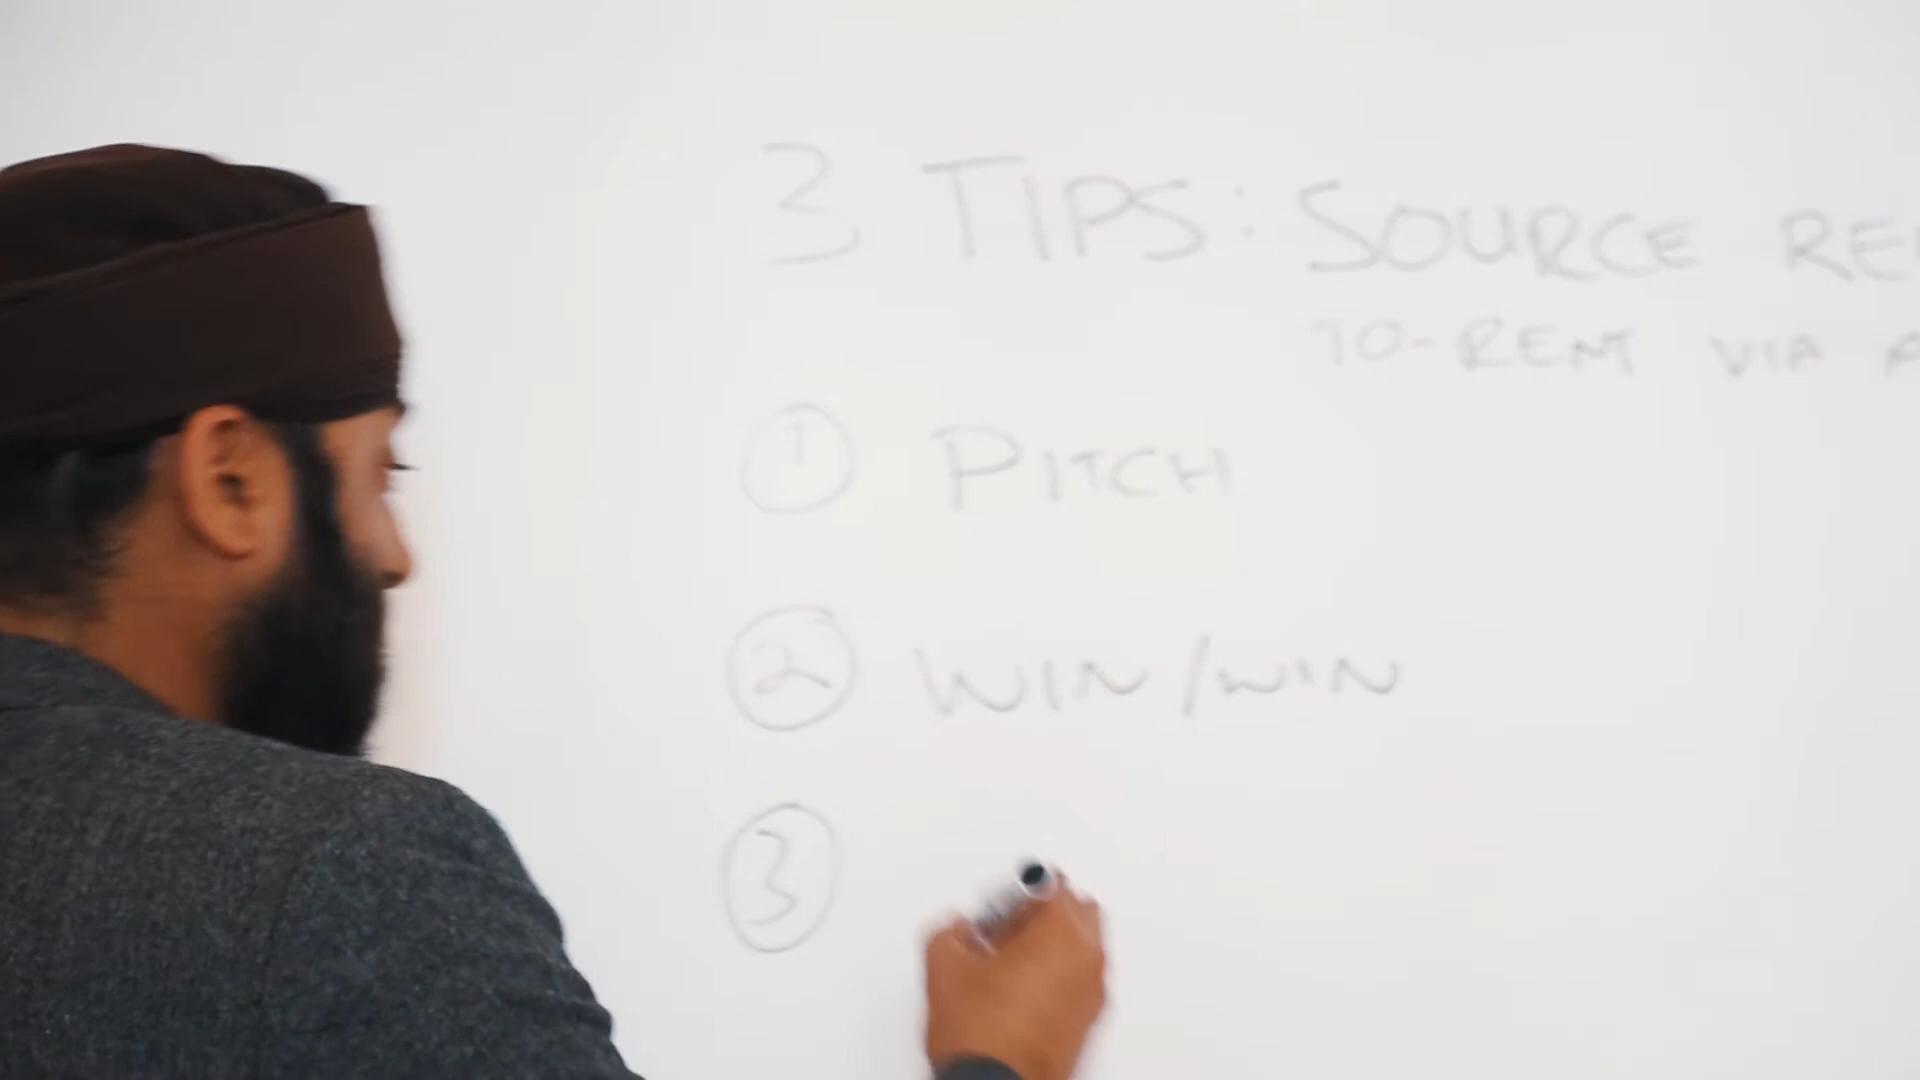 3 TIPS: SOURCE RE
TO-RENT VIA A
1 PITCH
2 WIN/WIN
3